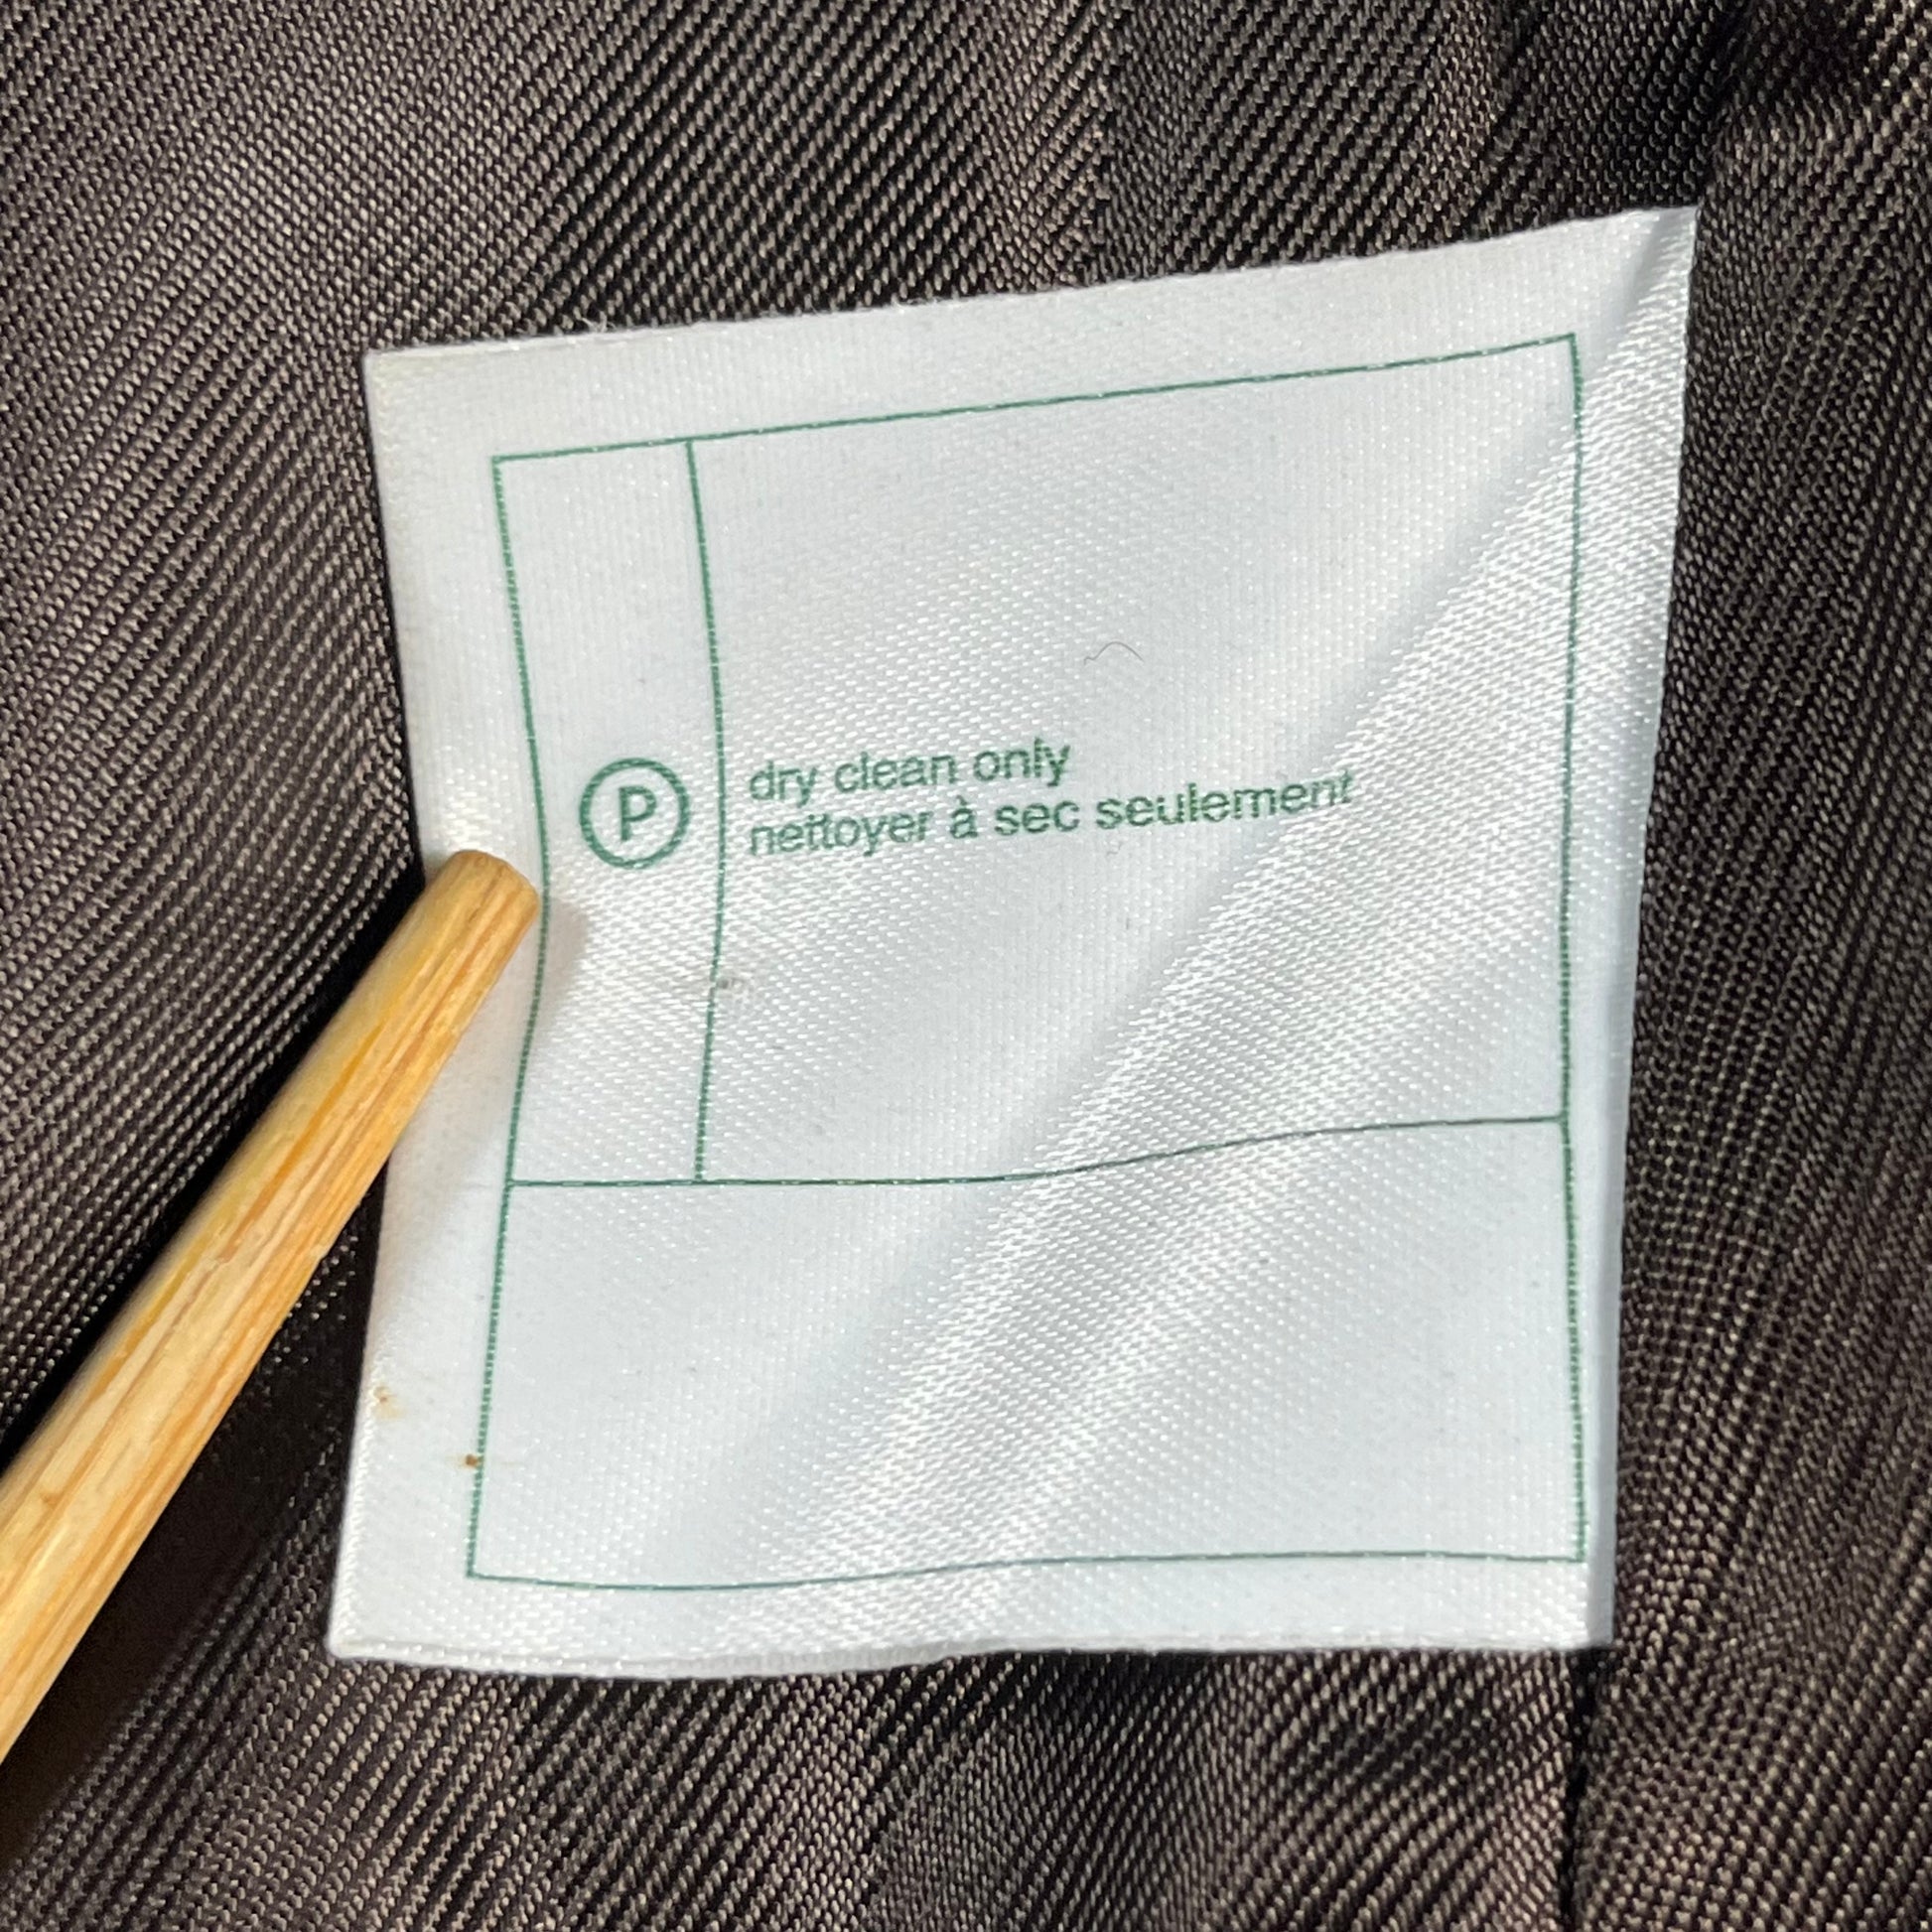 P
dry clean only
nettoyer à sec seulement